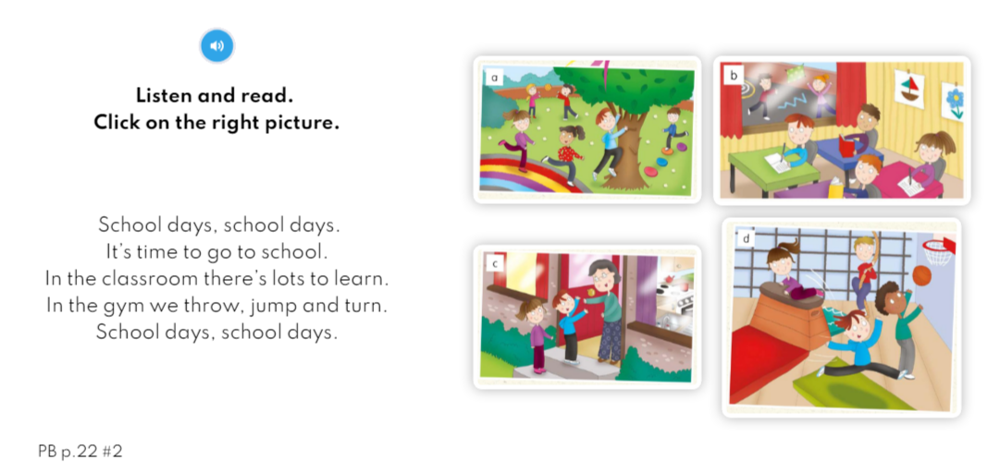 Listen and read.
Click on the right picture.
School days, school days.
It's time to go to school.
In the classroom there's lots to learn.
In the gym we throw, jump and turn.
School days, school days.
PB p.22 #2
a
b
c
d